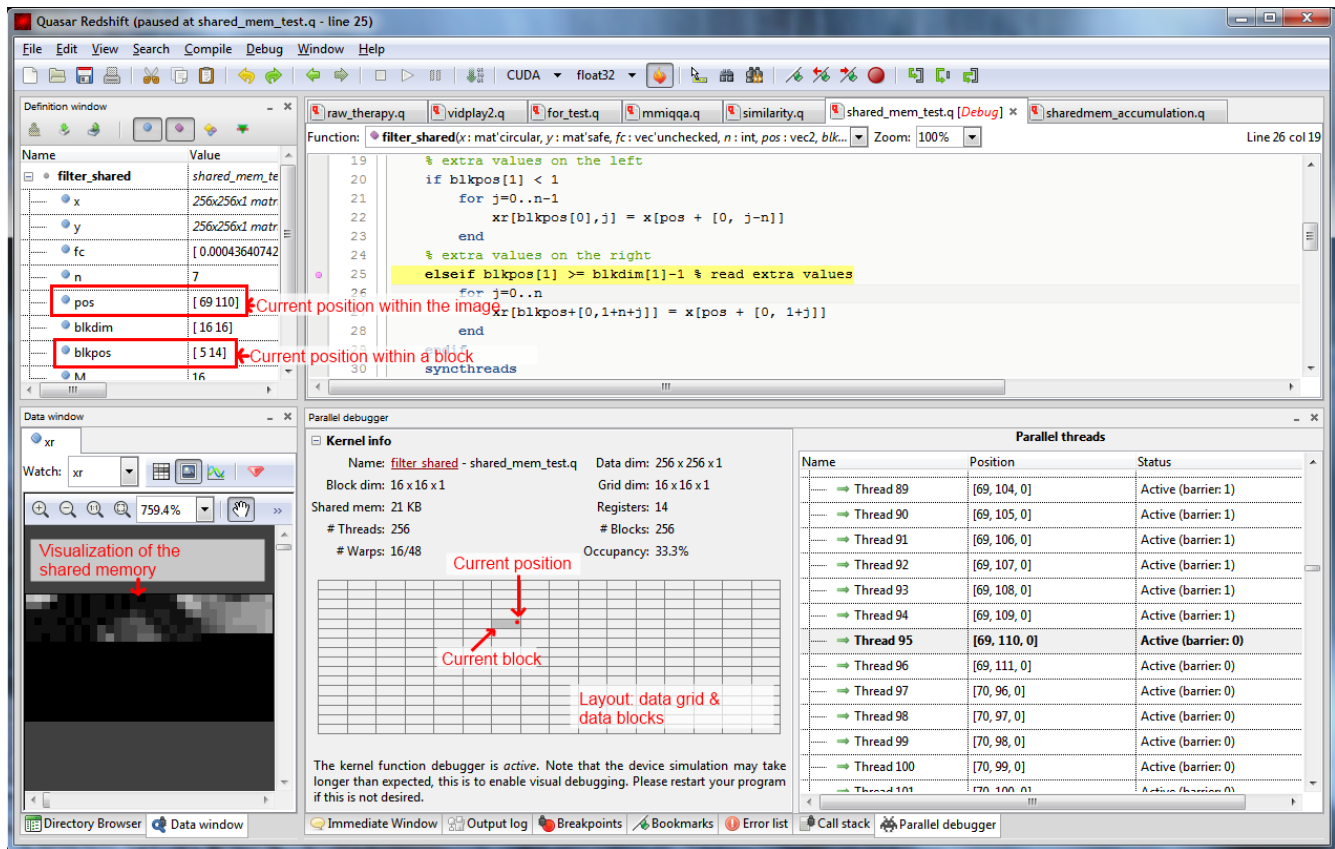 Quasar Redshift (paused at shared_mem_test.q - line 25)
File Edit View Search Compile Debug Window Help
CUDA float32
Definition window
Name Value
filter_shared shared_mem_te
x 256x256x1 matr
y 256x256x1 matr
fc [ 0.00043640742
n 7
pos [ 69 110]
Current position within the image
blkdim [ 16 16]
blkpos [ 5 14]
Current position within a block
M 16
raw_therapy.q vidplay2.q for_test.q mmiqqa.q similarity.q shared_mem_test.q [Debug] sharedmem_accumulation.q
Function: filter_shared(x : mat'circular, y : mat'safe, fc : vec'unchecked, n : int, pos : vec2, blk... Zoom: 100% Line 26 col 19
19 % extra values on the left
20 if blkpos[1] < 1
21 for j=0..n-1
22 xr[blkpos[0],j] = x[pos + [0, j-n]]
23 end
24 % extra values on the right
25 elseif blkpos[1] >= blkdim[1]-1 % read extra values
26 for j=0..n
xr[blkpos+[0,1+n+j]] = x[pos + [0, 1+j]]
28 end
29 endif
30 syncthreads
Data window
xr
Watch: xr
759.4%
Visualization of the
shared memory
Directory Browser Data window
Parallel debugger
Kernel info
Name: filter_shared - shared_mem_test.q Data dim: 256 x 256 x 1
Block dim: 16 x 16 x 1 Grid dim: 16 x 16 x 1
Shared mem: 21 KB Registers: 14
# Threads: 256 # Blocks: 256
# Warps: 16/48 Occupancy: 33.3%
Current position
Current block
Layout: data grid &
data blocks
The kernel function debugger is active. Note that the device simulation may take
longer than expected, this is to enable visual debugging. Please restart your program
if this is not desired.
Parallel threads
Name Position Status
Thread 89 [69, 104, 0] Active (barrier: 1)
Thread 90 [69, 105, 0] Active (barrier: 1)
Thread 91 [69, 106, 0] Active (barrier: 1)
Thread 92 [69, 107, 0] Active (barrier: 1)
Thread 93 [69, 108, 0] Active (barrier: 1)
Thread 94 [69, 109, 0] Active (barrier: 1)
Thread 95 [69, 110, 0] Active (barrier: 0)
Thread 96 [69, 111, 0] Active (barrier: 0)
Thread 97 [70, 96, 0] Active (barrier: 0)
Thread 98 [70, 97, 0] Active (barrier: 0)
Thread 99 [70, 98, 0] Active (barrier: 0)
Thread 100 [70, 99, 0] Active (barrier: 0)
Thread 101 [70, 100, 0] Active (barrier: 0)
Immediate Window Output log Breakpoints Bookmarks Error list Call stack Parallel debugger